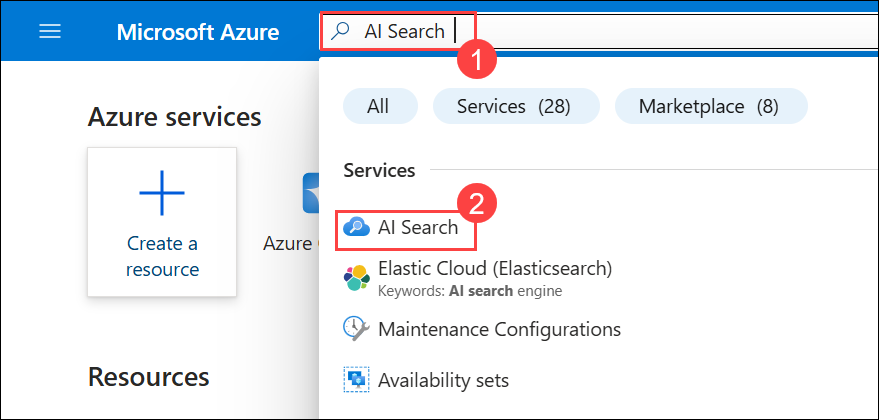 Microsoft Azure
AI Search
1
All
Services (28)
Marketplace (8)
Azure services
Create a
resource
Azure
Services
2
AI Search
Elastic Cloud (Elasticsearch)
Keywords: AI search engine
Maintenance Configurations
Availability sets
Resources